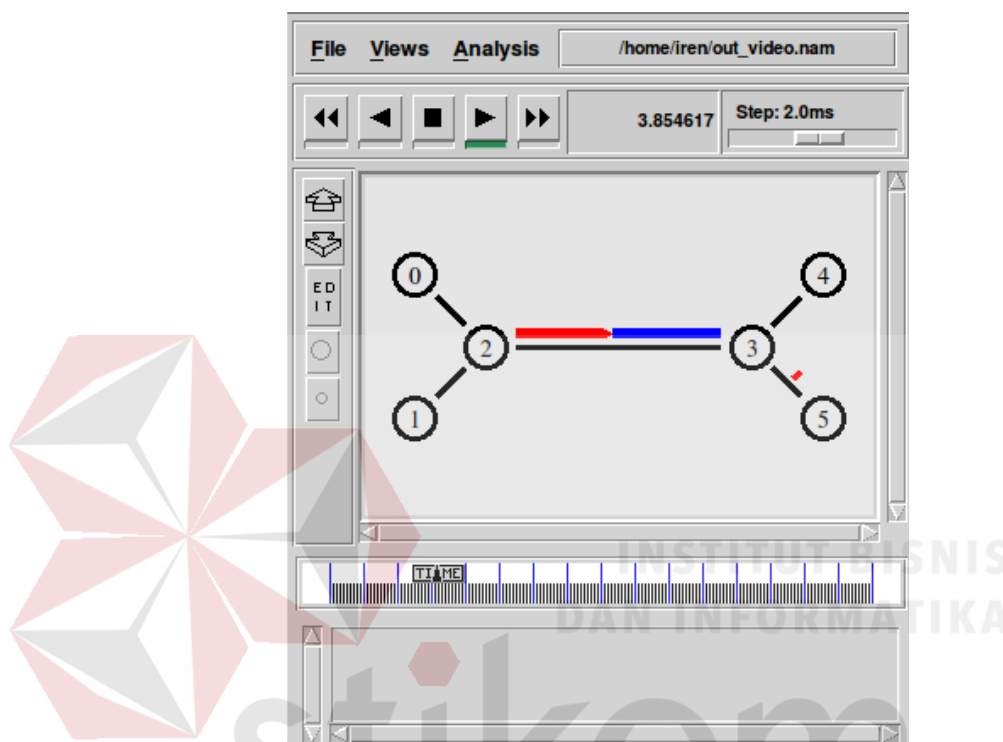 File Views Analysis /home/iren/out_video.nam
3.854617 Step: 2.0ms
ED
IT
0 4
2 3
1 5
INSTITUT BISNIS
TIME
DAN INFORMATIKA
stikom